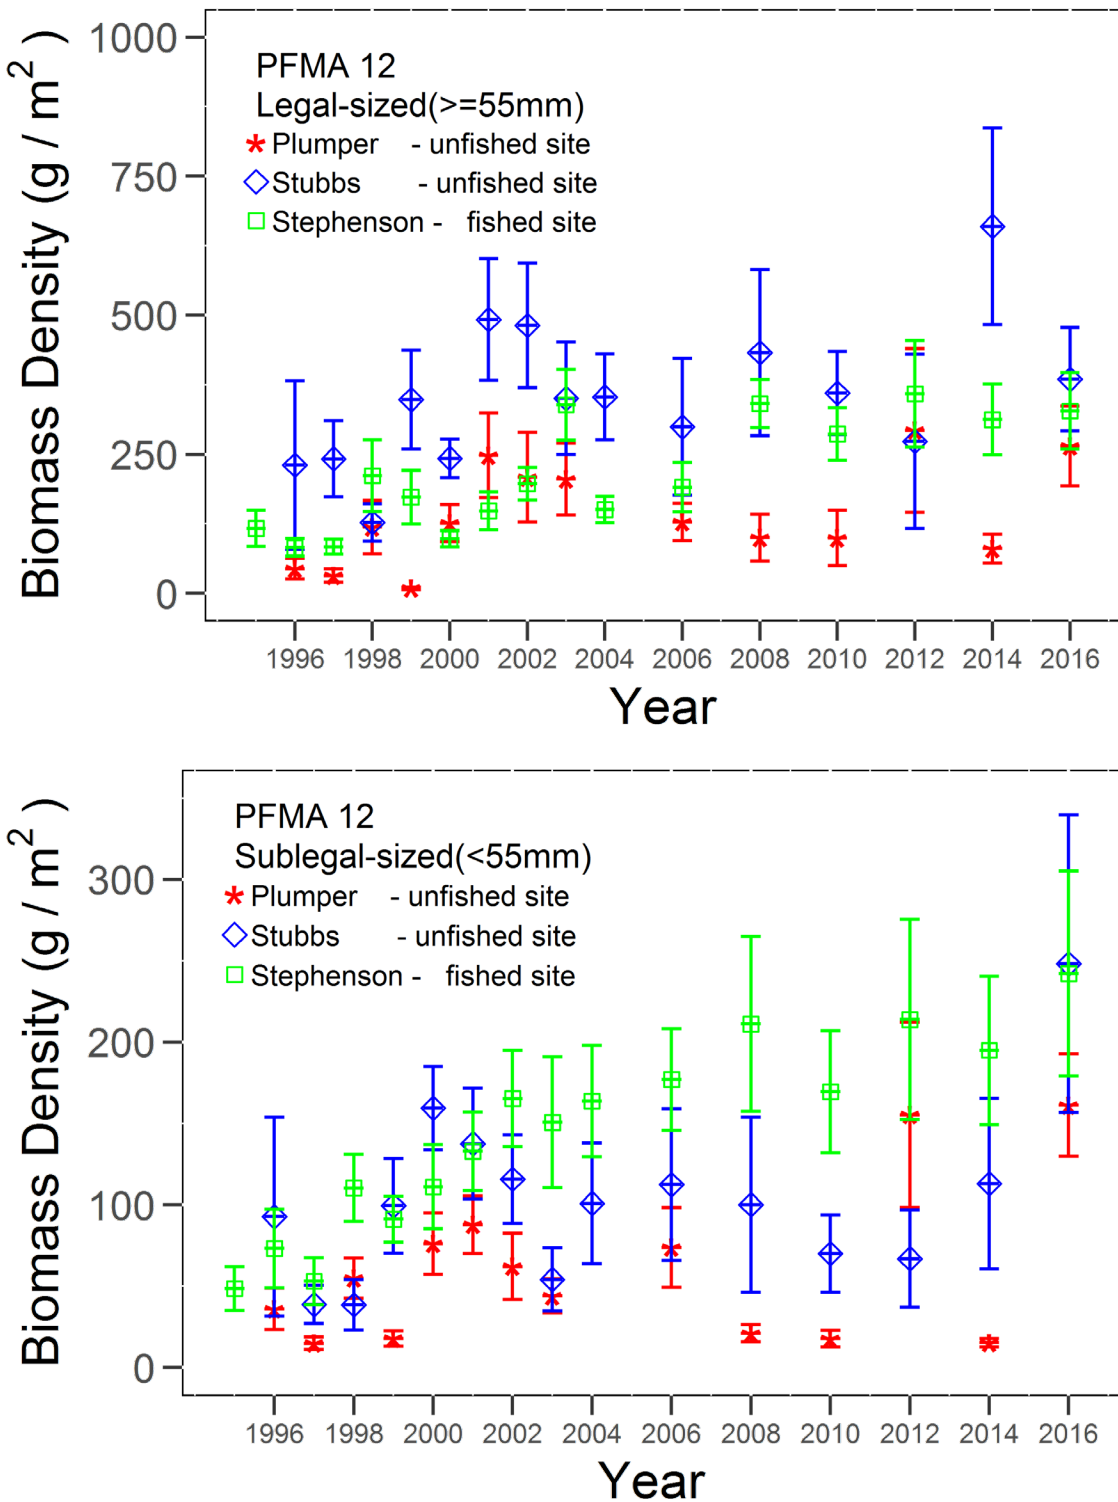 Biomass Density (g / m2 )
1000
750
500
250
0
PFMA 12
Legal-sized(>=55mm)
Plumper - unfished site
Stubbs - unfished site
Stephenson - fished site
1996 1998 2000 2002 2004 2006 2008 2010 2012 2014 2016
Year
Biomass Density (g / m2 )
300
200
100
0
PFMA 12
Sublegal-sized(<55mm)
Plumper - unfished site
Stubbs - unfished site
Stephenson - fished site
1996 1998 2000 2002 2004 2006 2008 2010 2012 2014 2016
Year